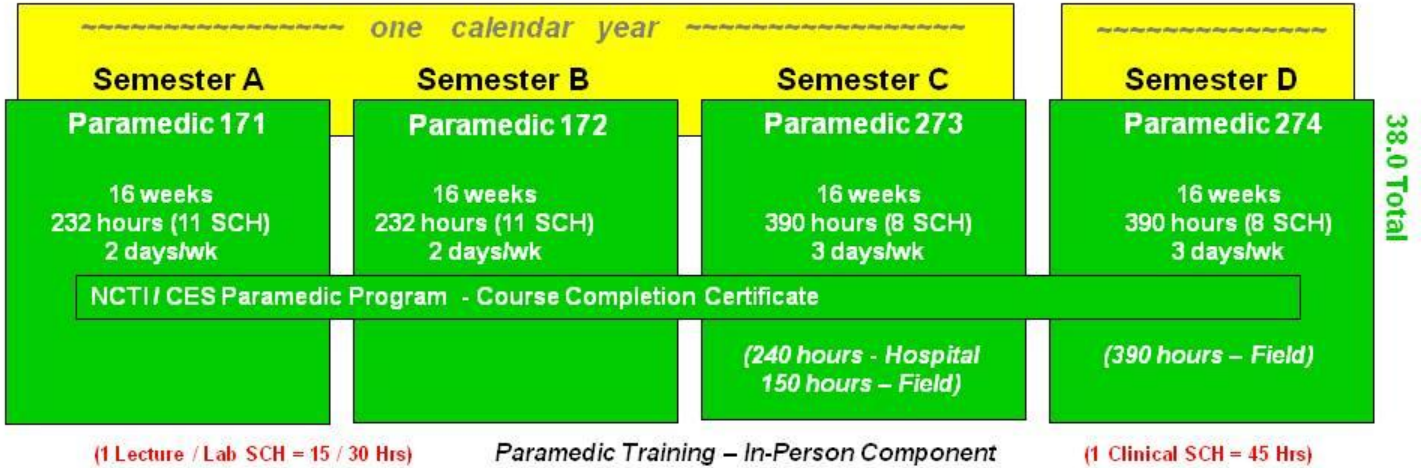 ~~~~~~~~~~~~~~~~ one calendar year ~~~~~~~~~~~~~~~~~
~~~~~~~~~~~~~~
Semester A
Semester B
Semester C
Semester D
Paramedic 171
16 weeks
232 hours (11 SCH)
2 days/wk
Paramedic 172
16 weeks
232 hours (11 SCH)
2 days/wk
Paramedic 273
16 weeks
390 hours (8 SCH)
3 days/wk
Paramedic 274
16 weeks
390 hours (8 SCH)
3 days/wk
38.0 Total
NCTI / CES Paramedic Program - Course Completion Certificate
(240 hours - Hospital
150 hours – Field)
(390 hours – Field)
(1 Lecture / Lab SCH = 15 / 30 Hrs)
Paramedic Training – In-Person Component
(1 Clinical SCH = 45 Hrs)